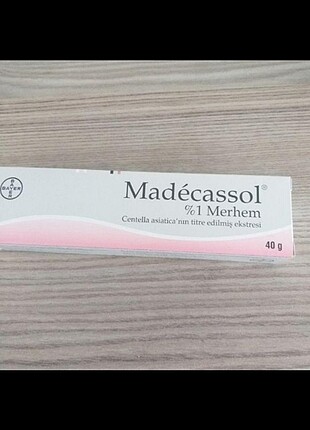 BAYER
Madécassol®
%1 Merhem
Centella asiatica'nın titre edilmiş ekstresi
40 g